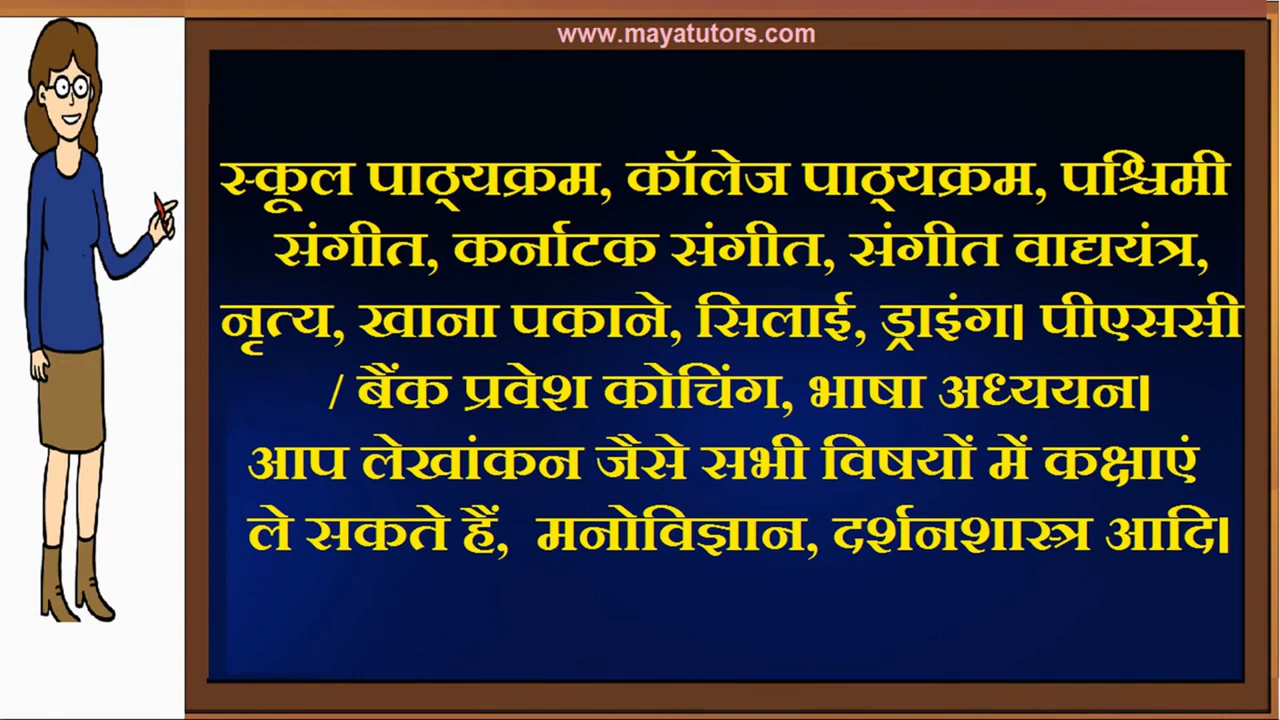 www.mayatutors.com
स्कूल पाठ्यक्रम, कॉलेज पाठ्यक्रम, पश्चिमी
संगीत, कर्नाटक संगीत, संगीत वाद्ययंत्र,
नृत्य, खाना पकाने, सिलाई, ड्राइंग। पीएससी
/ बैंक प्रवेश कोचिंग, भाषा अध्ययन।
आप लेखांकन जैसे सभी विषयों में कक्षाएं
ले सकते हैं, मनोविज्ञान, दर्शनशास्त्र आदि।